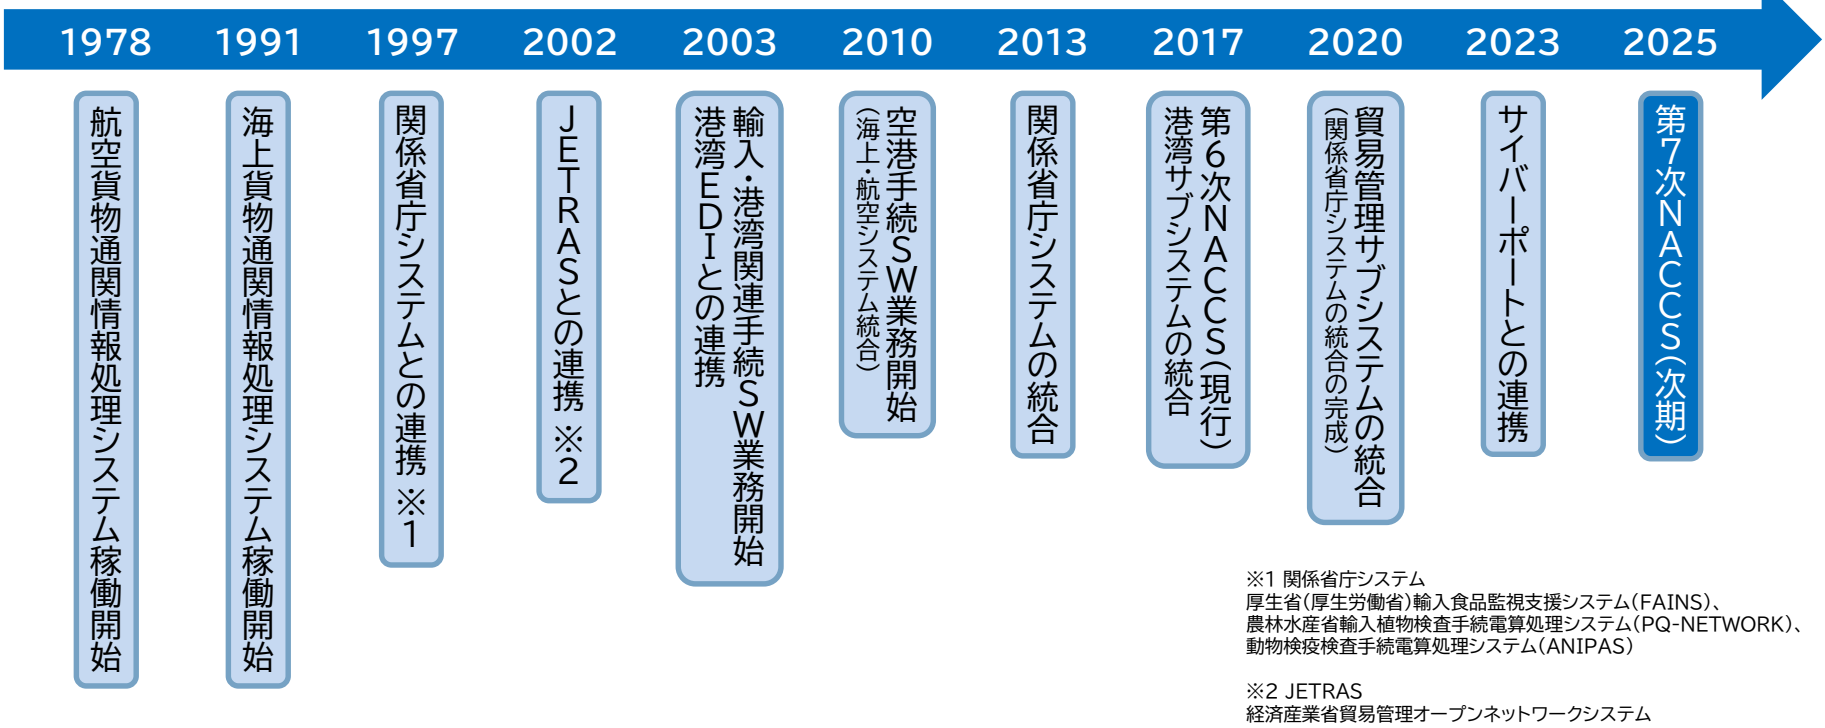 1978 1991 1997 2002 2003 2010 2013 2017 2020 2023 2025
航空貨物通関情報処理システム稼働開始
海上貨物通関情報処理システム稼働開始
関係省庁システムとの連携 ※1
JETRASとの連携 ※2
輸入・港湾関連手続SW業務開始
港湾EDIとの連携
空港手続SW業務開始
(海上・航空システム統合)
関係省庁システムの統合
第6次NACCS(現行)
港湾サブシステムの統合
貿易管理サブシステムの統合
(関係省庁システムの統合の完成)
サイバーポートとの連携
第7次NACCS(次期)
※1 関係省庁システム
厚生省(厚生労働省)輸入食品監視支援システム(FAINS)、
農林水産省輸入植物検査手続電算処理システム(PQ-NETWORK)、
動物検疫検査手続電算処理システム(ANIPAS)
※2 JETRAS
経済産業省貿易管理オープンネットワークシステム